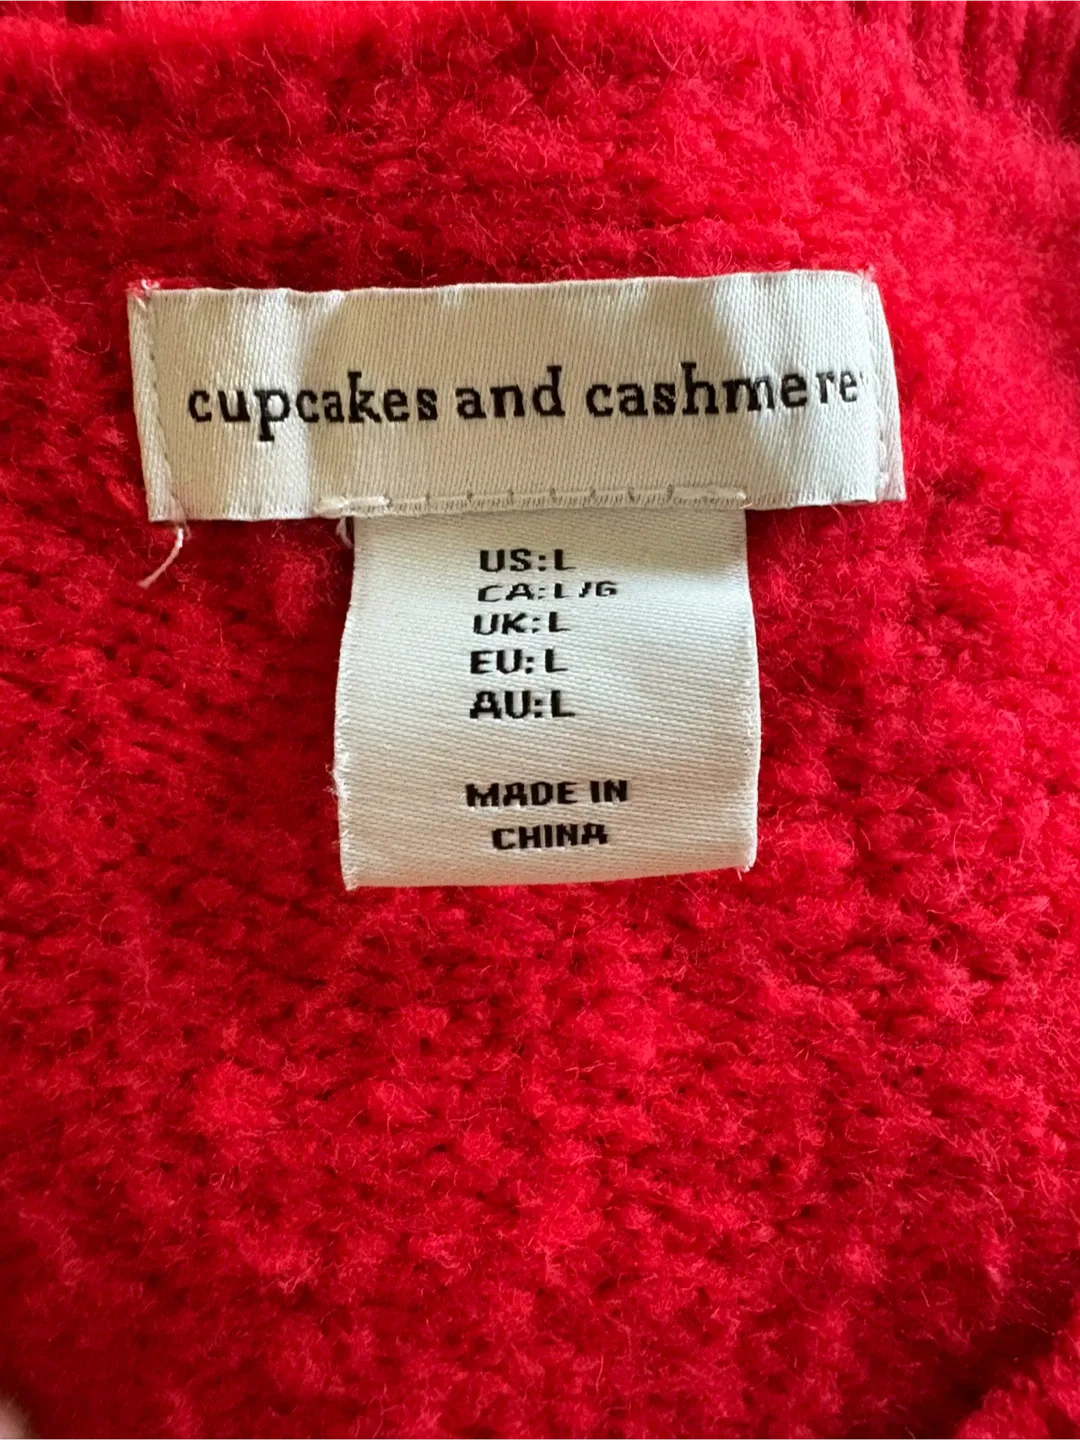 cupcakes and cashmere
US:L
CA:L/G
UK:L
EU:L
AU:L
MADE IN
CHINA